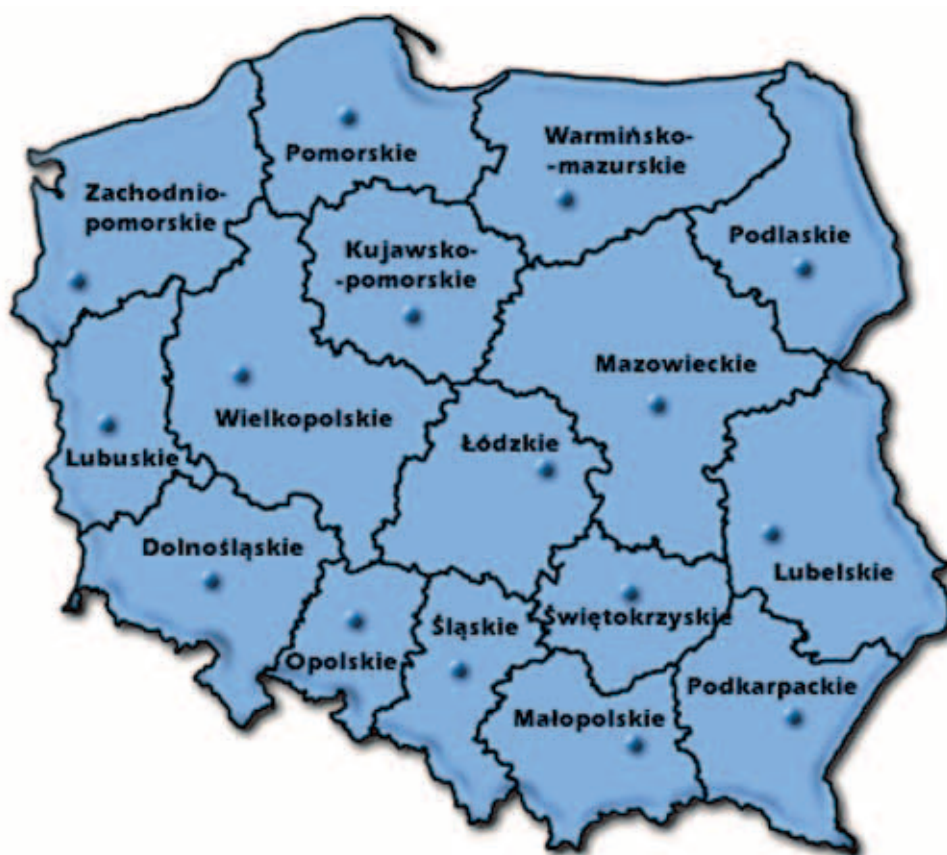 Pomorskie
Warmińsko-
-mazurskie
Zachodnio-
pomorskie
Podlaskie
Kujawsko-
-pomorskie
Mazowieckie
Wielkopolskie
Łódzkie
Lubuskie
Dolnośląskie
Lubelskie
Świętokrzyskie
Śląskie
Opolskie
Podkarpackie
Małopolskie